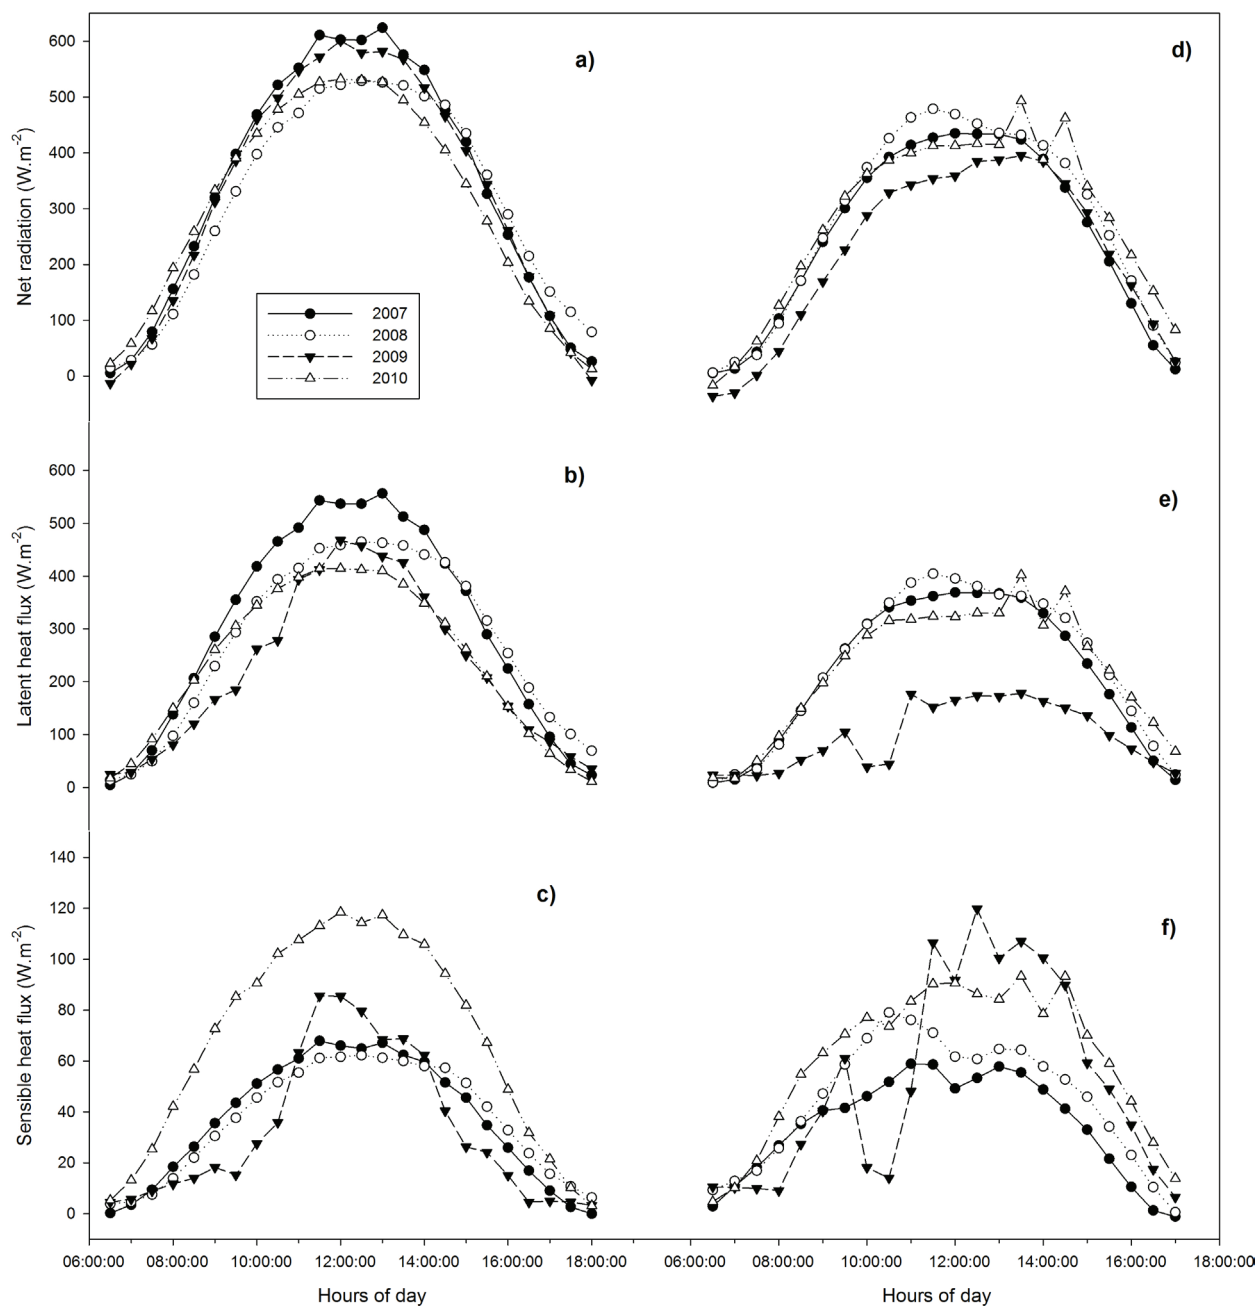 a)
d)
600
500
400
300
200
100
0
Net radiation (W.m-2)
2007
2008
2009
2010
b)
e)
600
500
400
300
200
100
0
Latent heat flux (W.m-2)
c)
f)
140
120
100
80
60
40
20
0
Sensible heat flux (W.m-2)
06:00:00 08:00:00 10:00:00 12:00:00 14:00:00 16:00:00 18:00:00 06:00:00 08:00:00 10:00:00 12:00:00 14:00:00 16:00:00 18:00:00
Hours of day Hours of day